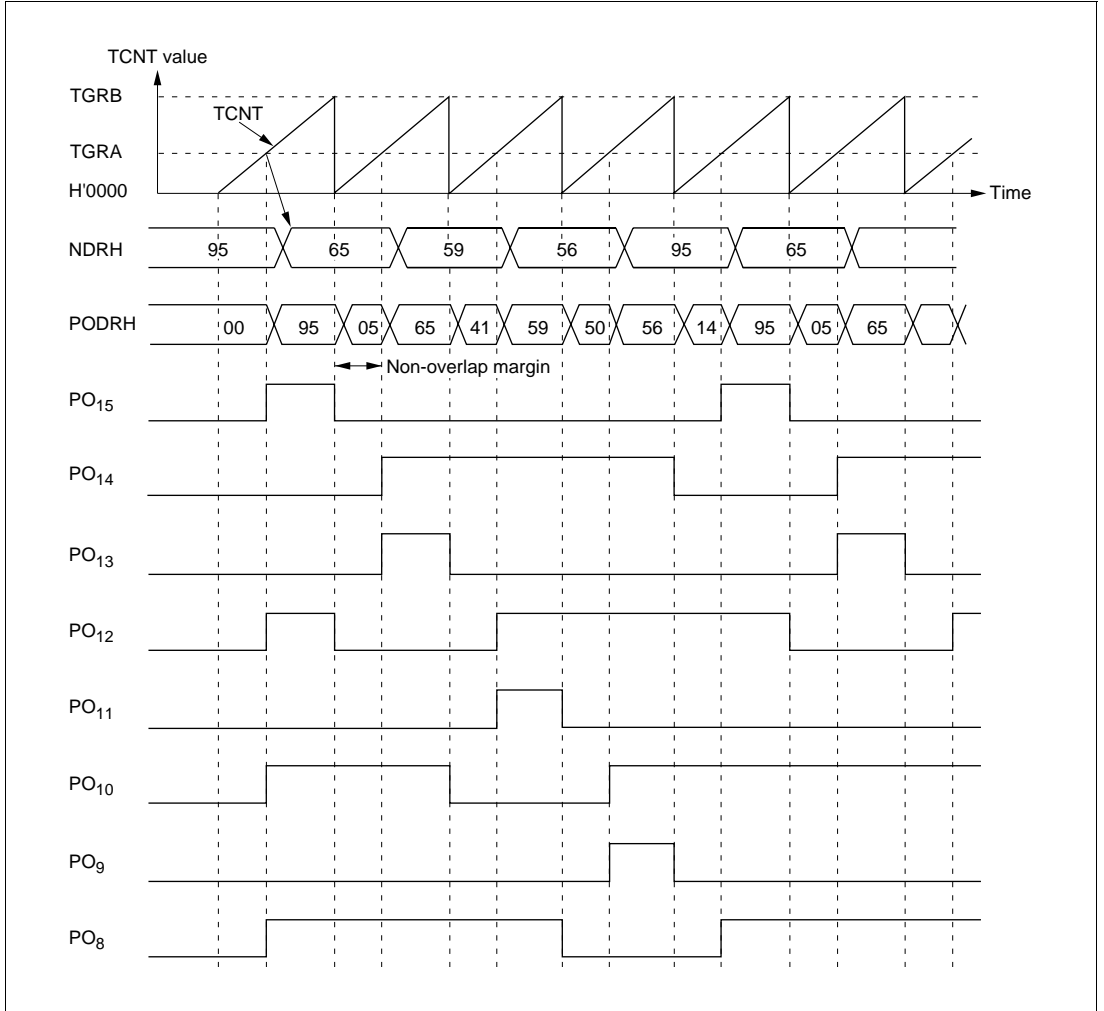 TCNT value
TGRB
TCNT
TGRA
H'0000
Time
NDRH 95 65 59 56 95 65
PODRH 00 95 05 65 41 59 50 56 14 95 05 65
Non-overlap margin
PO15
PO14
PO13
PO12
PO11
PO10
PO9
PO8